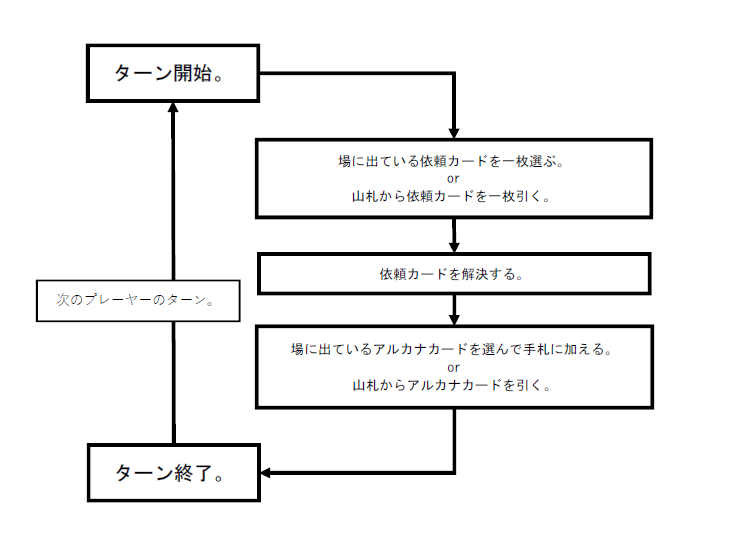 ターン開始。
場に出ている依頼カードを一枚選ぶ。
or
山札から依頼カードを一枚引く。
依頼カードを解決する。
場に出ているアルカナカードを選んで手札に加える。
or
山札からアルカナカードを引く。
ターン終了。
次のプレーヤーのターン。